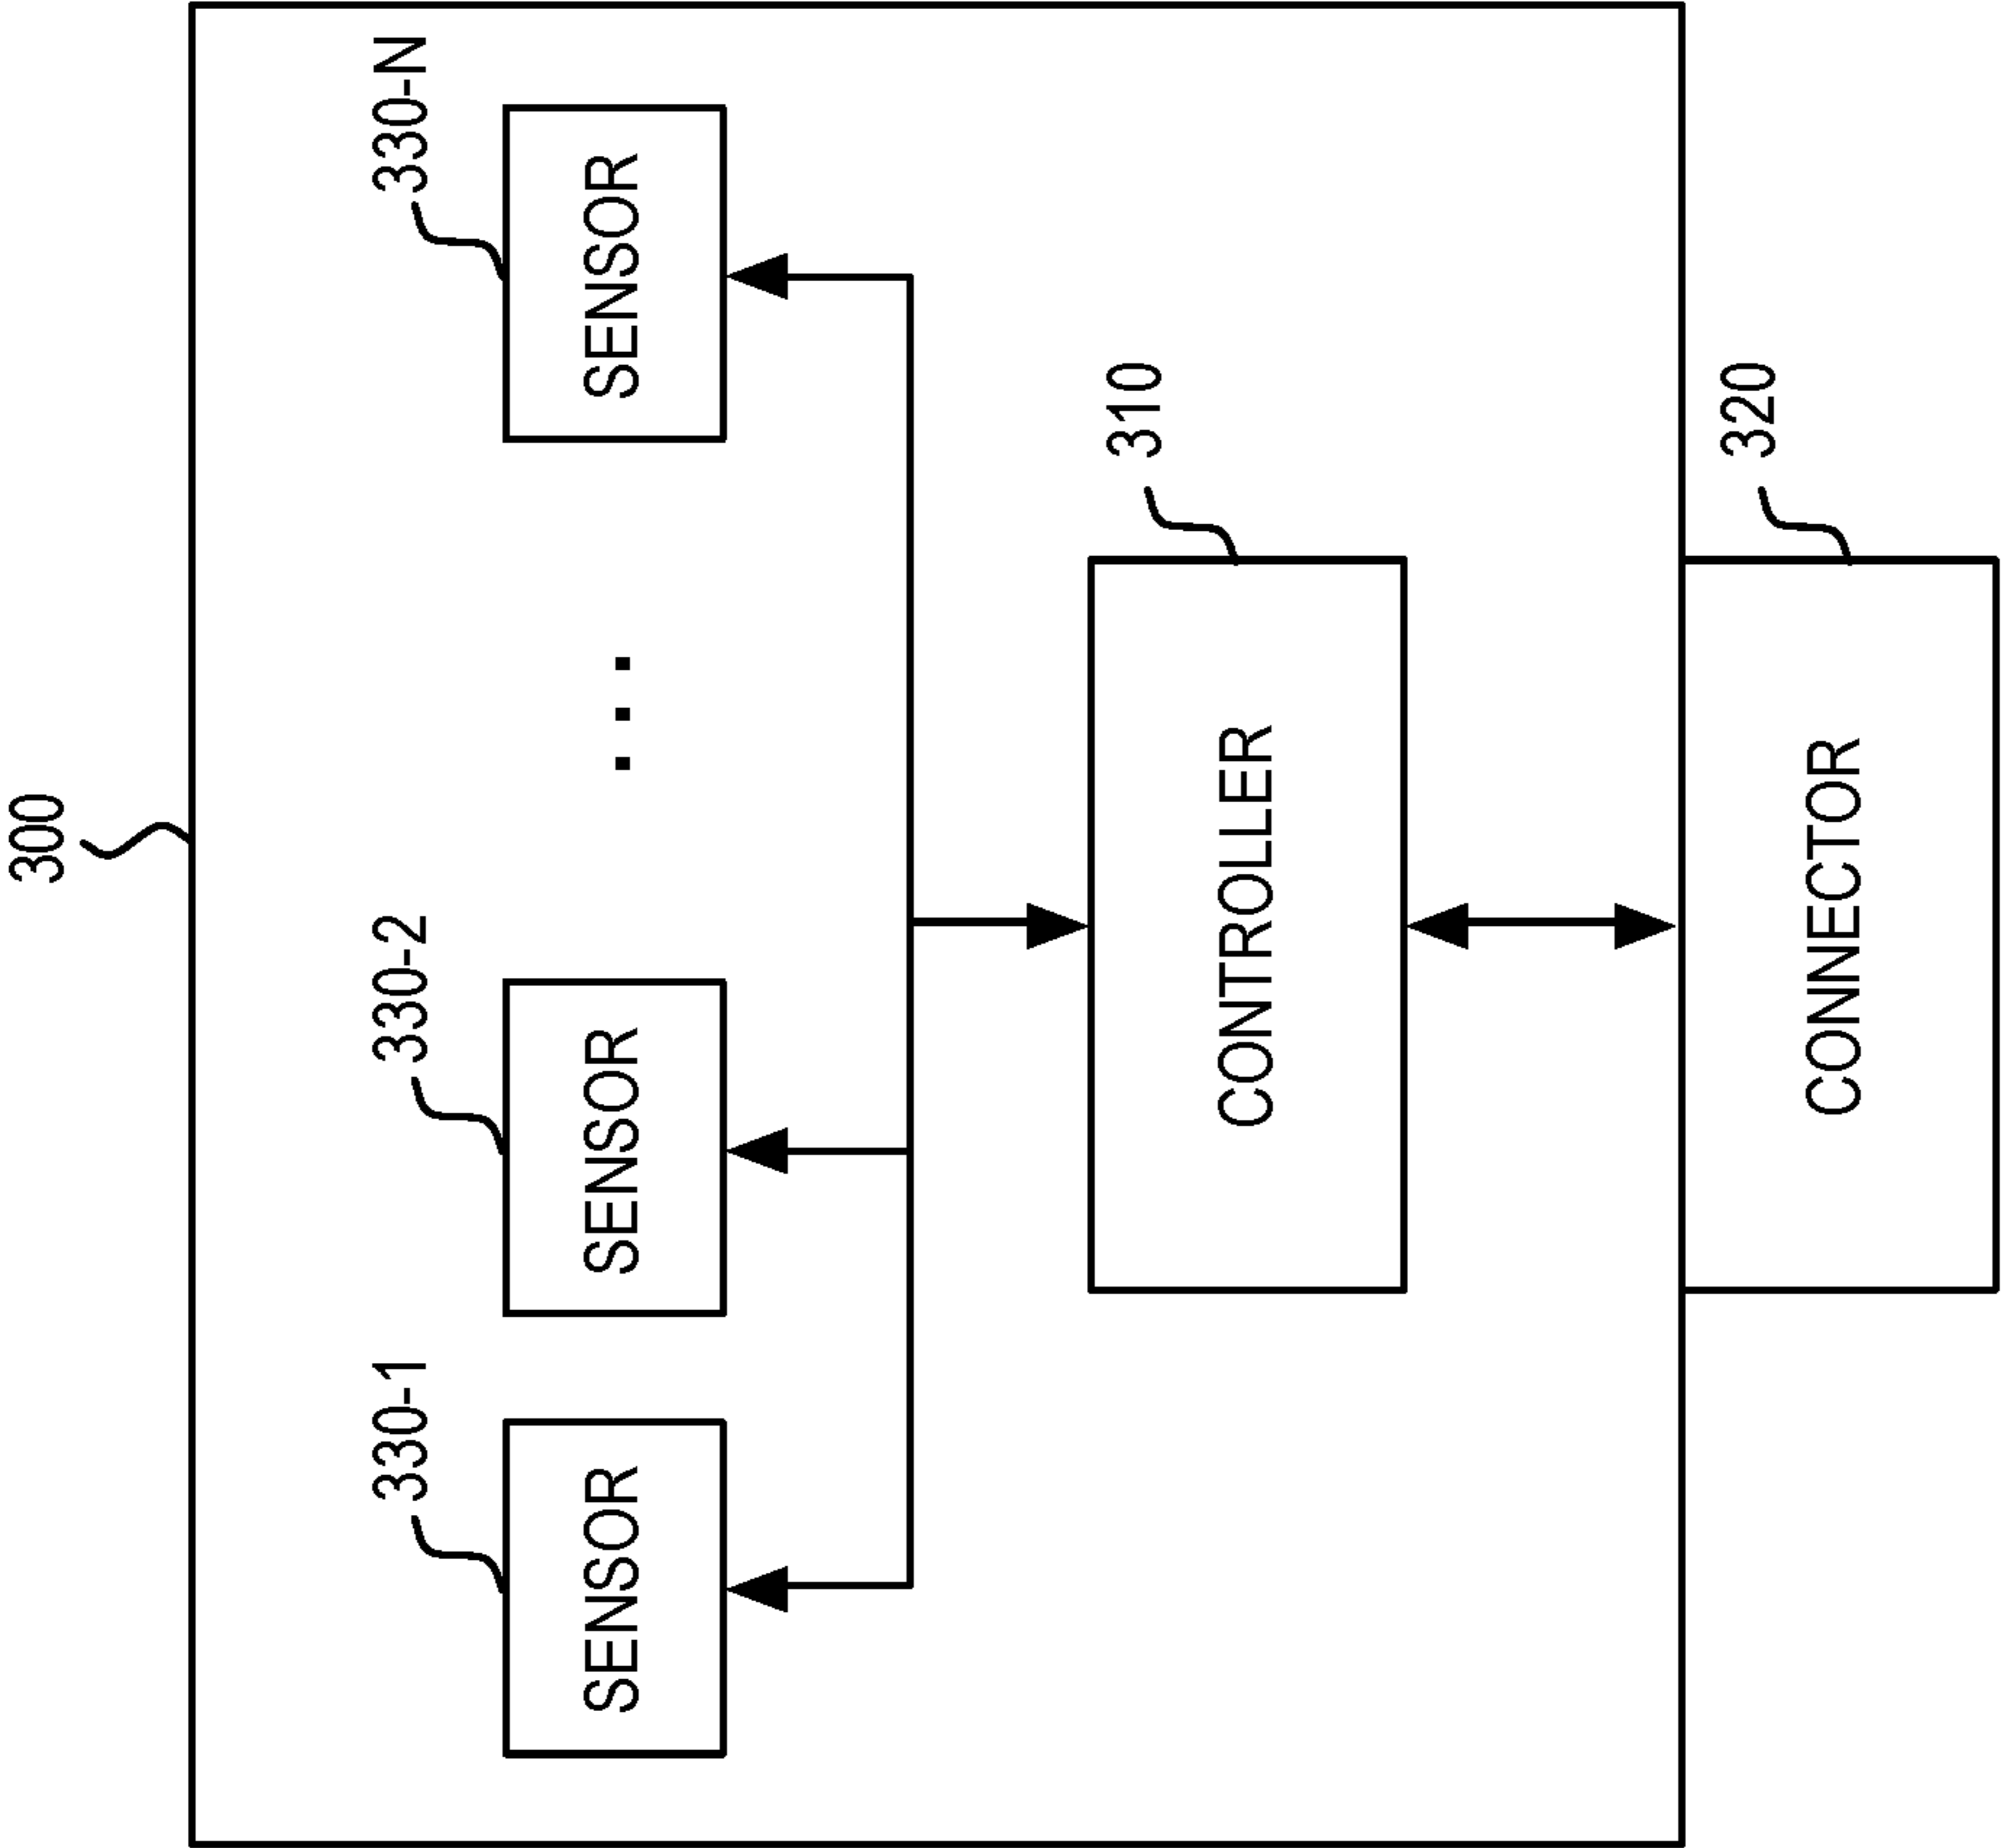 300
330-1
330-2
330-N
SENSOR
SENSOR
. . .
SENSOR
310
CONTROLLER
320
CONNECTOR